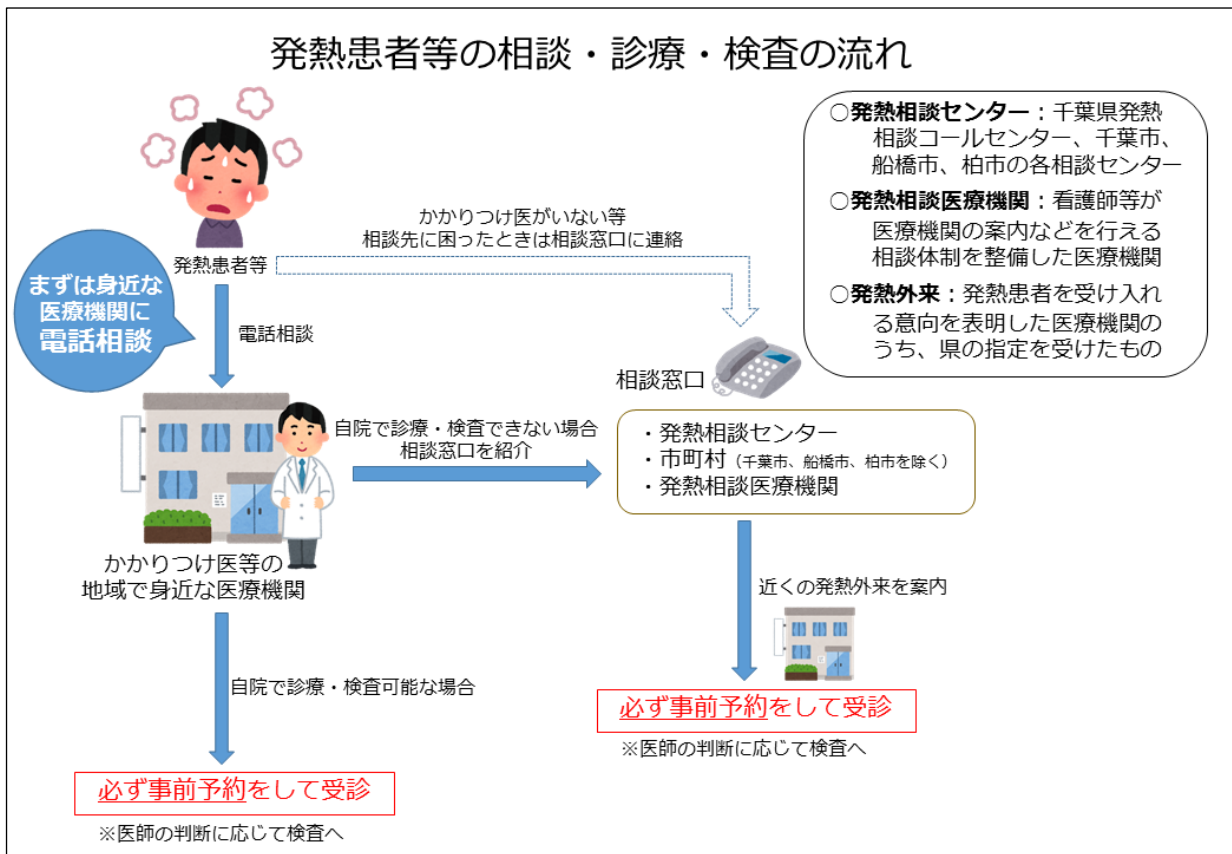 発熱患者等の相談・診療・検査の流れ
○発熱相談センター：千葉県発熱
相談コールセンター、千葉市、
船橋市、柏市の各相談センター
○発熱相談医療機関：看護師等が
医療機関の案内などを行える
相談体制を整備した医療機関
○発熱外来：発熱患者を受け入れ
る意向を表明した医療機関の
うち、県の指定を受けたもの
発熱患者等
かかりつけ医がいない等
相談先に困ったときは相談窓口に連絡
まずは身近な
医療機関に
電話相談
電話相談
相談窓口
自院で診療・検査できない場合
相談窓口を紹介
・発熱相談センター
・市町村（千葉市、船橋市、柏市を除く）
・発熱相談医療機関
かかりつけ医等の
地域で身近な医療機関
近くの発熱外来を案内
自院で診療・検査可能な場合
必ず事前予約をして受診
※医師の判断に応じて検査へ
必ず事前予約をして受診
※医師の判断に応じて検査へ